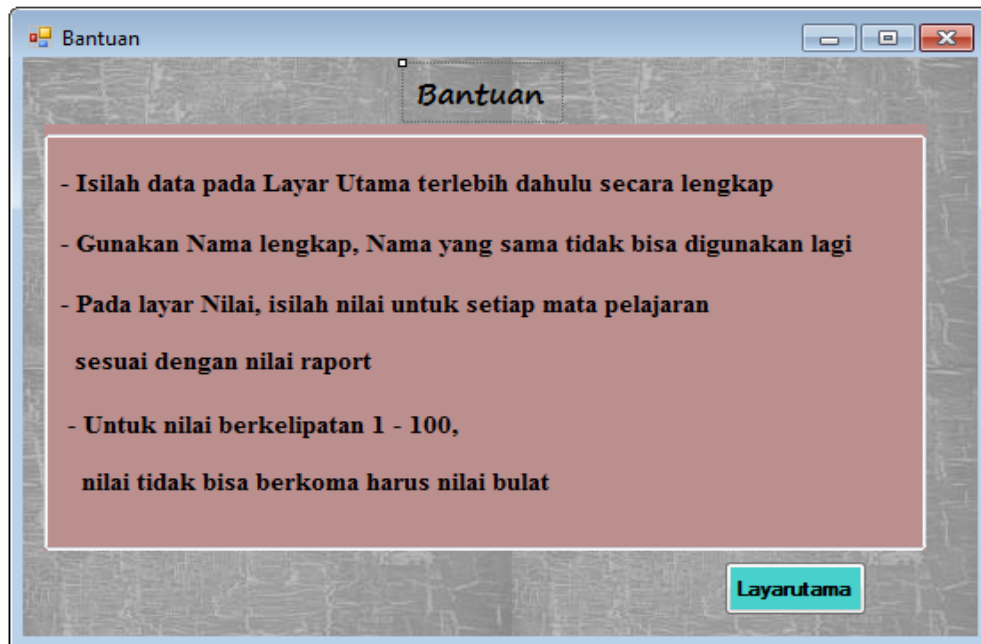 Bantuan
Bantuan
- Isilah data pada Layar Utama terlebih dahulu secara lengkap
- Gunakan Nama lengkap, Nama yang sama tidak bisa digunakan lagi
- Pada layar Nilai, isilah nilai untuk setiap mata pelajaran
sesuai dengan nilai raport
- Untuk nilai berkelipatan 1 - 100,
nilai tidak bisa berkoma harus nilai bulat
Layarutama